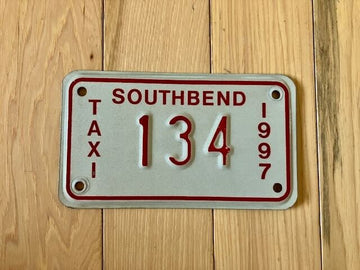 SOUTHBEND
TAXI
134
1997